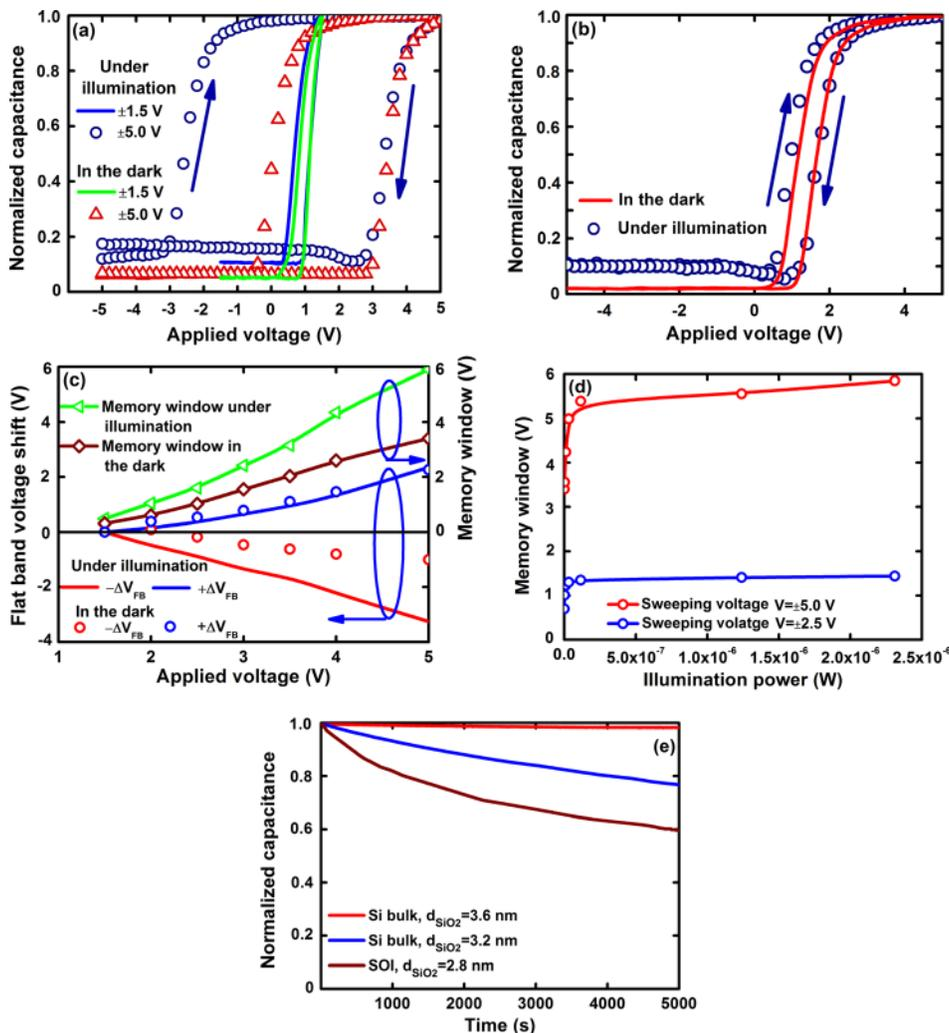 (a)
Normalized capacitance
1.0
0.8
0.6
0.4
0.2
0
Under
illumination
±1.5 V
±5.0 V
In the dark
±1.5 V
±5.0 V
-5 -4 -3 -2 -1 0 1 2 3 4 5
Applied voltage (V)
(b)
Normalized capacitance
1.0
0.8
0.6
0.4
0.2
0
In the dark
Under illumination
-4 -2 0 2 4
Applied voltage (V)
(c)
Flat band voltage shift (V)
6
4
2
0
-2
-4
Memory window under
illumination
Memory window in
the dark
Under illumination
−ΔV_FB +ΔV_FB
In the dark
−ΔV_FB +ΔV_FB
1 2 3 4 5
Applied voltage (V)
6
4
2
0
Memory window (V)
(d)
Memory window (V)
6
5
4
3
2
1
0
Sweeping voltage V=±5.0 V
Sweeping volatge V=±2.5 V
0.0 5.0x10⁻⁷ 1.0x10⁻⁶ 1.5x10⁻⁶ 2.0x10⁻⁶ 2.5x10⁻⁶
Illumination power (W)
(e)
Normalized capacitance
1.0
0.8
0.6
0.4
0.2
0
Si bulk, d_SiO2=3.6 nm
Si bulk, d_SiO2=3.2 nm
SOI, d_SiO2=2.8 nm
1000 2000 3000 4000 5000
Time (s)